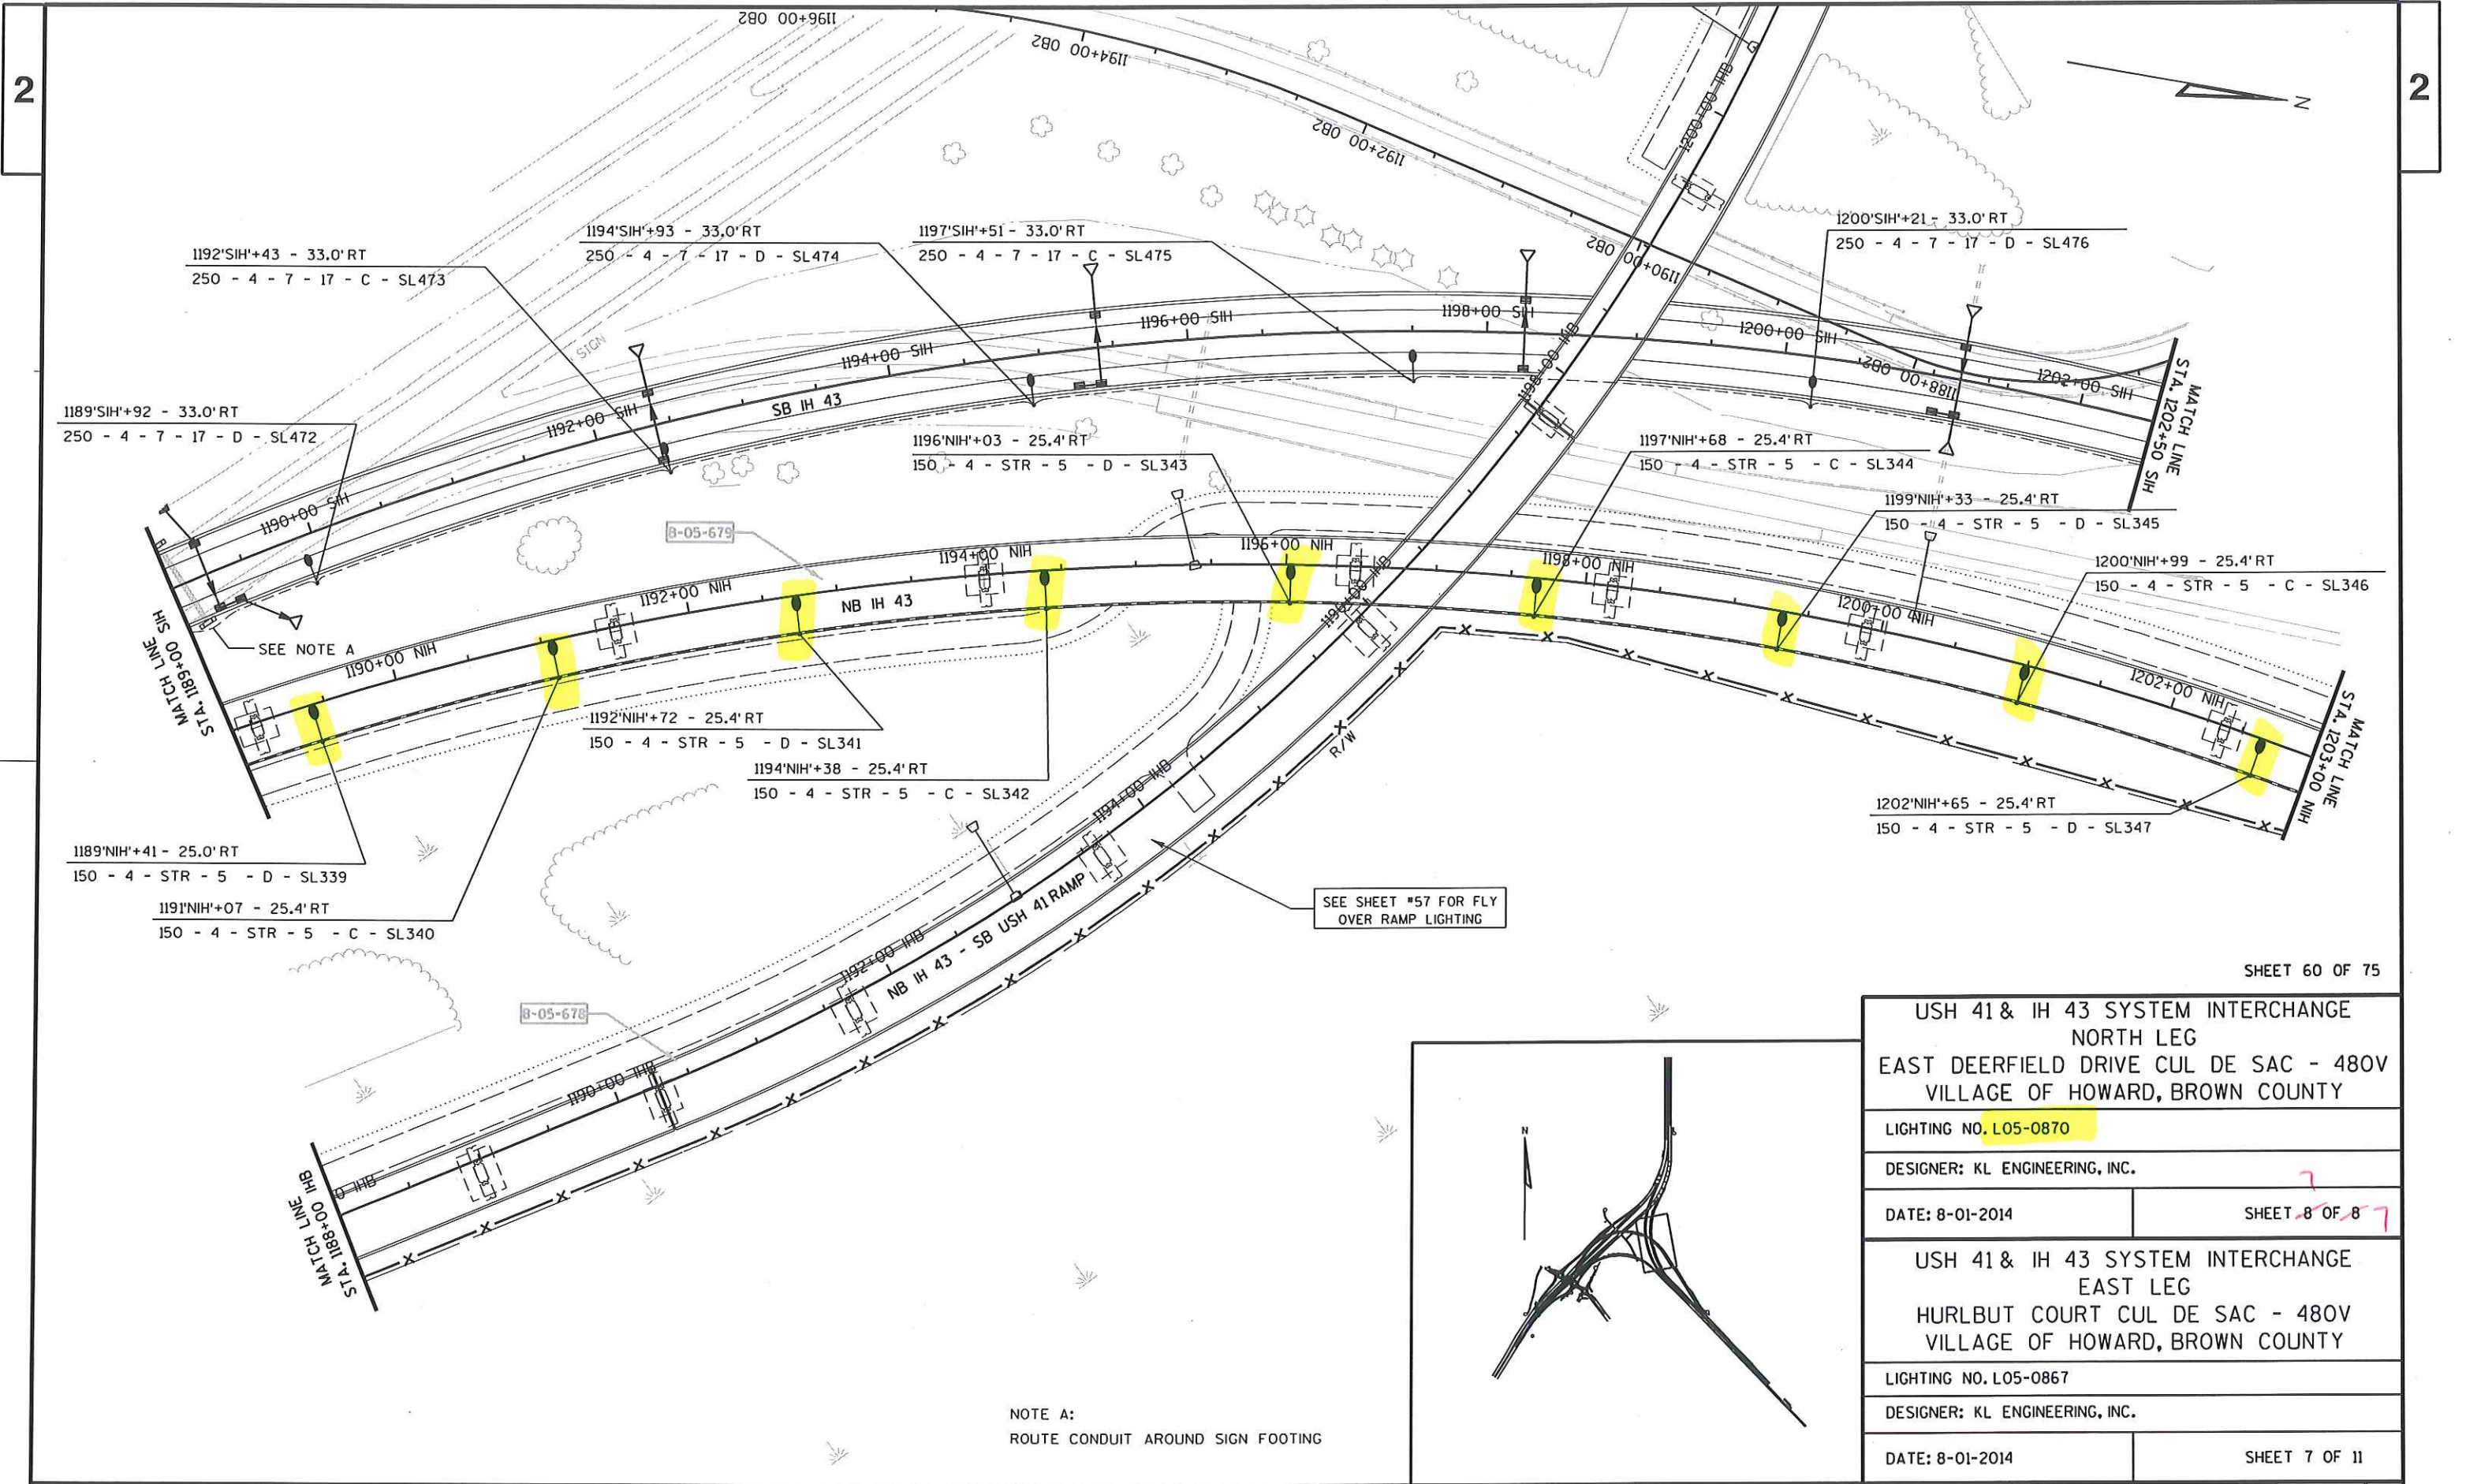 2
2
1196+00 OB2
1194+00 OB2
1192+00 OB2
1190+00 OB2
1188+00 OB2
1200+00 IHB
N
1192'SIH'+43 - 33.0' RT
250 - 4 - 7 - 17 - C - SL473
1194'SIH'+93 - 33.0' RT
250 - 4 - 7 - 17 - D - SL474
1197'SIH'+51 - 33.0' RT
250 - 4 - 7 - 17 - C - SL475
1200'SIH'+21 - 33.0' RT
250 - 4 - 7 - 17 - D - SL476
1189'SIH'+92 - 33.0' RT
250 - 4 - 7 - 17 - D - SL472
SIGN
1190+00 SIH
1192+00 SIH
1194+00 SIH
1196+00 SIH
1198+00 SIH
1200+00 SIH
1202+00 SIH
SB IH 43
1198+00 IHB
MATCH LINE
STA. 1202+50 SIH
1196'NIH'+03 - 25.4' RT
150 - 4 - STR - 5 - D - SL343
1197'NIH'+68 - 25.4' RT
150 - 4 - STR - 5 - C - SL344
1199'NIH'+33 - 25.4' RT
150 - 4 - STR - 5 - D - SL345
1200'NIH'+99 - 25.4' RT
150 - 4 - STR - 5 - C - SL346
B-05-679
1190+00 NIH
1192+00 NIH
1194+00 NIH
1196+00 NIH
1198+00 NIH
1200+00 NIH
1202+00 NIH
NB IH 43
1196+00 IHB
SEE NOTE A
MATCH LINE
STA. 1189+00 SIH
MATCH LINE
STA. 1203+00 NIH
1192'NIH'+72 - 25.4' RT
150 - 4 - STR - 5 - D - SL341
1194'NIH'+38 - 25.4' RT
150 - 4 - STR - 5 - C - SL342
R/W
1202'NIH'+65 - 25.4' RT
150 - 4 - STR - 5 - D - SL347
1189'NIH'+41 - 25.0' RT
150 - 4 - STR - 5 - D - SL339
1191'NIH'+07 - 25.4' RT
150 - 4 - STR - 5 - C - SL340
1194+00 IHB
1192+00 IHB
1190+00 IHB
NB IH 43 - SB USH 41 RAMP
SEE SHEET #57 FOR FLY
OVER RAMP LIGHTING
B-05-678
MATCH LINE
STA. 1188+00 IHB
NOTE A:
ROUTE CONDUIT AROUND SIGN FOOTING
N
SHEET 60 OF 75
USH 41 & IH 43 SYSTEM INTERCHANGE
NORTH LEG
EAST DEERFIELD DRIVE CUL DE SAC - 480V
VILLAGE OF HOWARD, BROWN COUNTY
LIGHTING NO. L05-0870
DESIGNER: KL ENGINEERING, INC.
7
DATE: 8-01-2014 SHEET 8 OF 8 7
USH 41 & IH 43 SYSTEM INTERCHANGE
EAST LEG
HURLBUT COURT CUL DE SAC - 480V
VILLAGE OF HOWARD, BROWN COUNTY
LIGHTING NO. L05-0867
DESIGNER: KL ENGINEERING, INC.
DATE: 8-01-2014 SHEET 7 OF 11